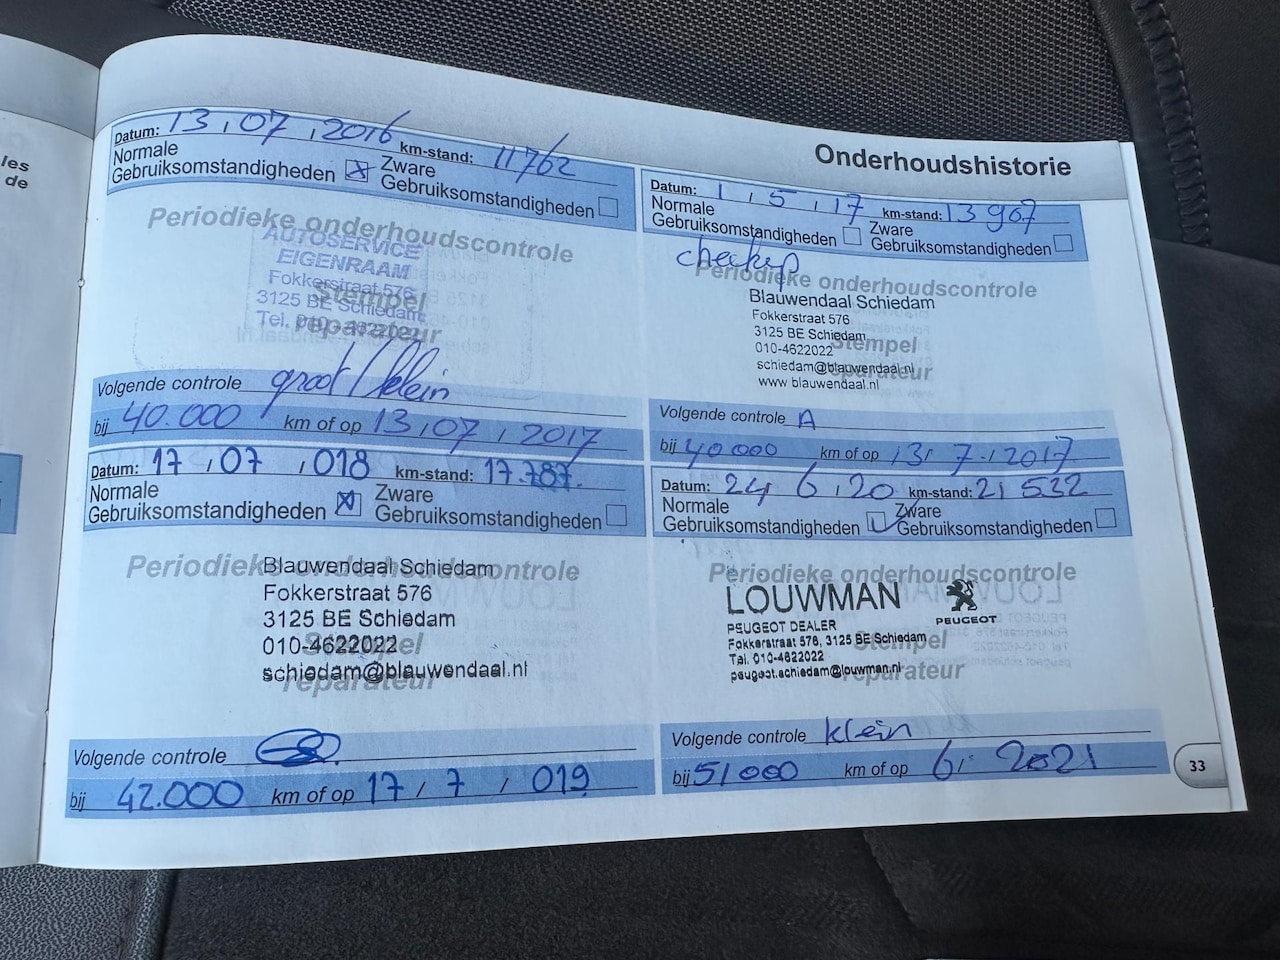 les
de
Onderhoudshistorie
Datum: 13 , 07 , 2016 km-stand: 11762
Normale
Gebruiksomstandigheden
Zware
Gebruiksomstandigheden
Periodieke onderhoudscontrole
AUTOSERVICE
EIGENRAAM
Fokkerstraat 576
3125 BE Schiedam
Tel. 010-4622022
Stempel
reparateur
Volgende controle groot/klein
bij 40.000 km of op 13 , 07 , 2017
Datum: 1 , 5 , 17 km-stand: 13907
Normale
Gebruiksomstandigheden
Zware
Gebruiksomstandigheden
checkup
Periodieke onderhoudscontrole
Blauwendaal Schiedam
Fokkerstraat 576
3125 BE Schiedam
010-4622022
schiedam@blauwendaal.nl
www.blauwendaal.nl
Stempel
reparateur
Volgende controle A
bij 40000 km of op 13 , 7 , 2017
Datum: 17 , 07 , 018 km-stand: 17.787.
Normale
Gebruiksomstandigheden
Zware
Gebruiksomstandigheden
Periodieke onderhoudscontrole
Blauwendaal Schiedam
Fokkerstraat 576
3125 BE Schiedam
010-4622022
schiedam@blauwendaal.nl
Stempel
reparateur
Volgende controle
bij 42.000 km of op 17 / 7 / 019
Datum: 24 , 6 , 20 km-stand: 21532
Normale
Gebruiksomstandigheden
Zware
Gebruiksomstandigheden
Periodieke onderhoudscontrole
LOUWMAN
PEUGEOT
PEUGEOT DEALER
Fokkerstraat 576, 3125 BE Schiedam
Tel. 010-4622022
peugeot.schiedam@louwman.nl
Stempel
reparateur
Volgende controle klein
bij 51000 km of op 6 , 2021
33